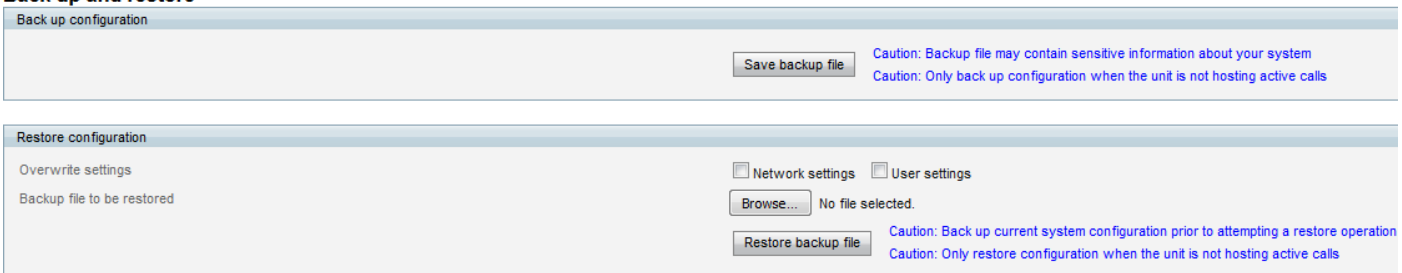 Back up and restore
Back up configuration
Save backup file
Caution: Backup file may contain sensitive information about your system
Caution: Only back up configuration when the unit is not hosting active calls
Restore configuration
Overwrite settings
Network settings
User settings
Backup file to be restored
Browse...
No file selected.
Restore backup file
Caution: Back up current system configuration prior to attempting a restore operation
Caution: Only restore configuration when the unit is not hosting active calls